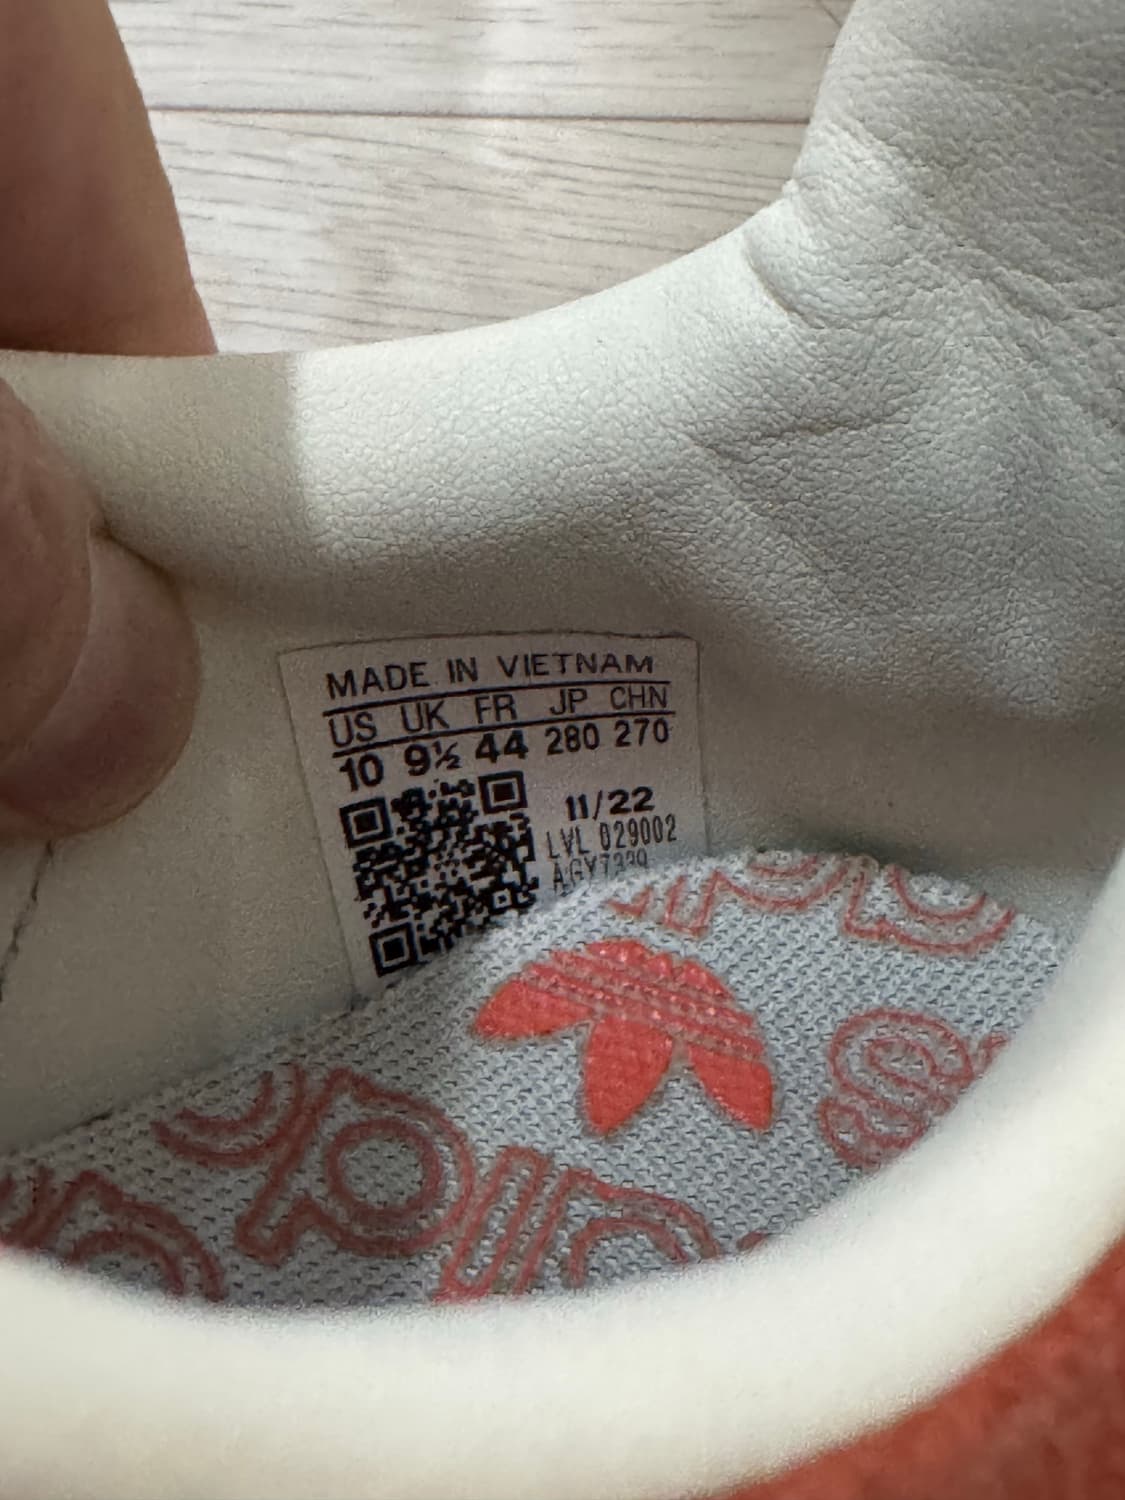 MADE IN VIETNAM
US UK FR JP CHN
10 9½ 44 280 270
11/22
LVL 029002